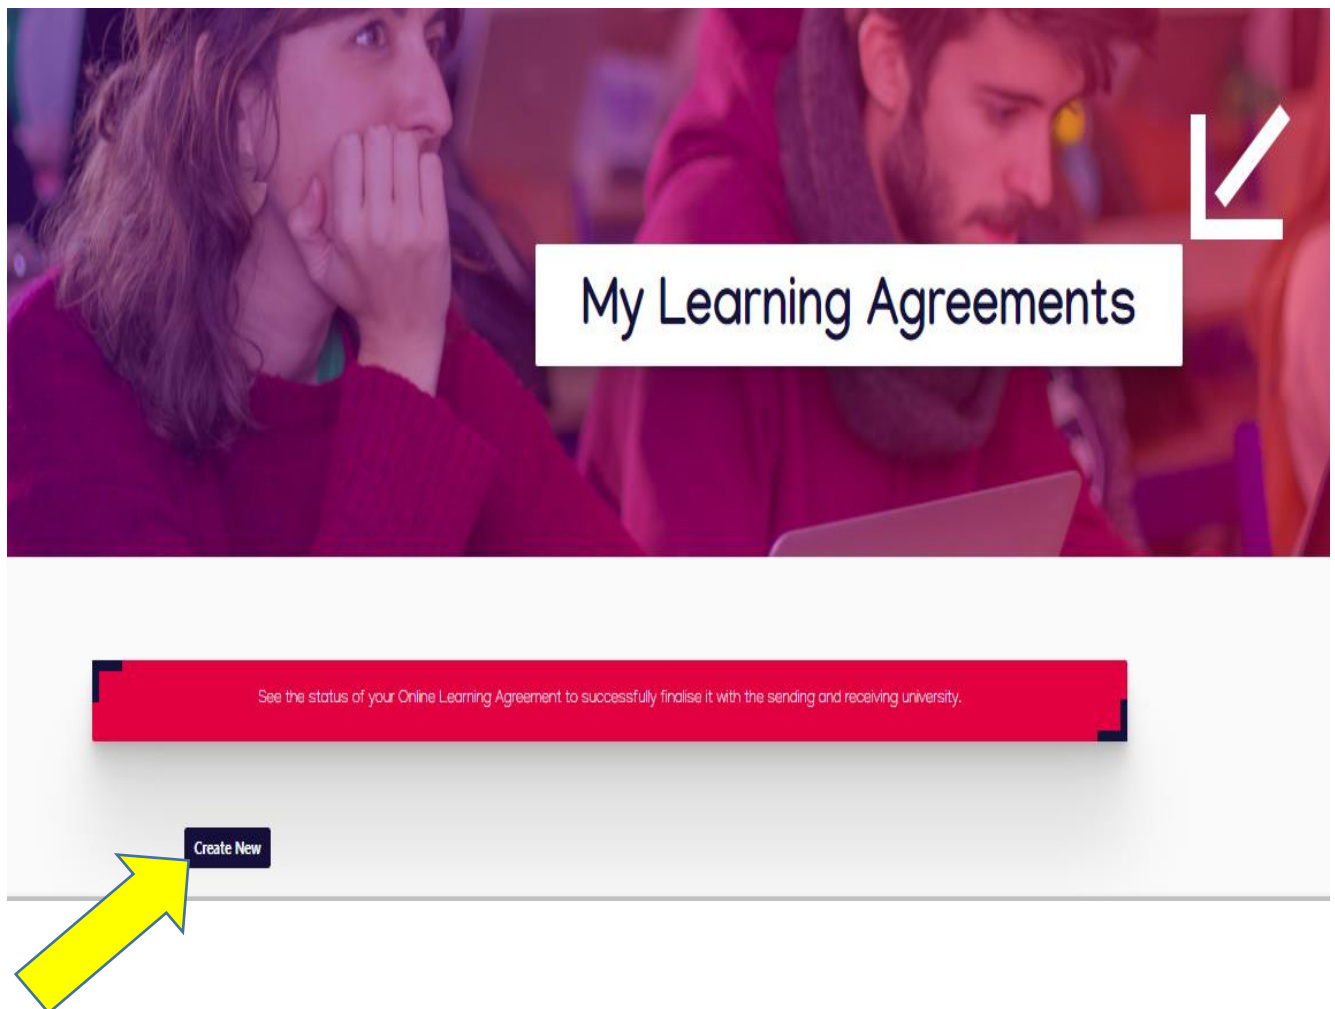 My Learning Agreements
See the status of your Online Learning Agreement to successfully finalise it with the sending and receiving university.
Create New